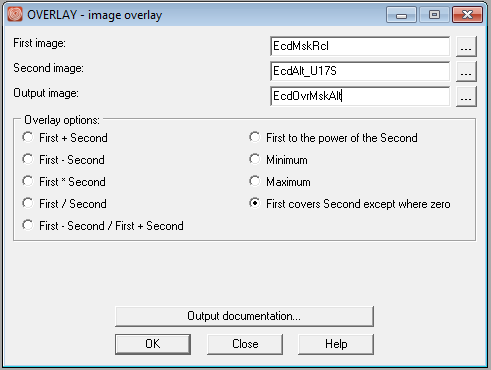 OVERLAY - image overlay
First image:
EcdMskRcl
...
Second image:
EcdAlt_U17S
...
Output image:
EcdOvrMskAlt
...
Overlay options:
First + Second
First to the power of the Second
First - Second
Minimum
First * Second
Maximum
First / Second
First covers Second except where zero
First - Second / First + Second
Output documentation...
OK
Close
Help